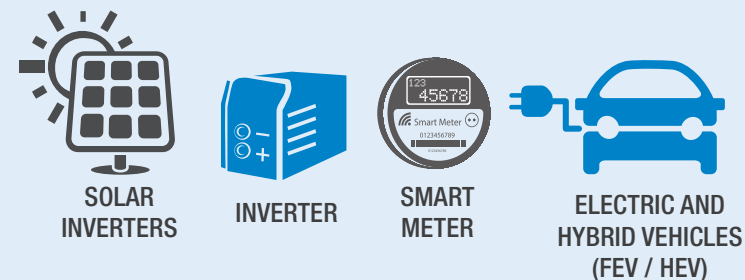 123
45678
Smart Meter
0123456789
SOLAR
INVERTERS
INVERTER
SMART
METER
ELECTRIC AND
HYBRID VEHICLES
(FEV / HEV)